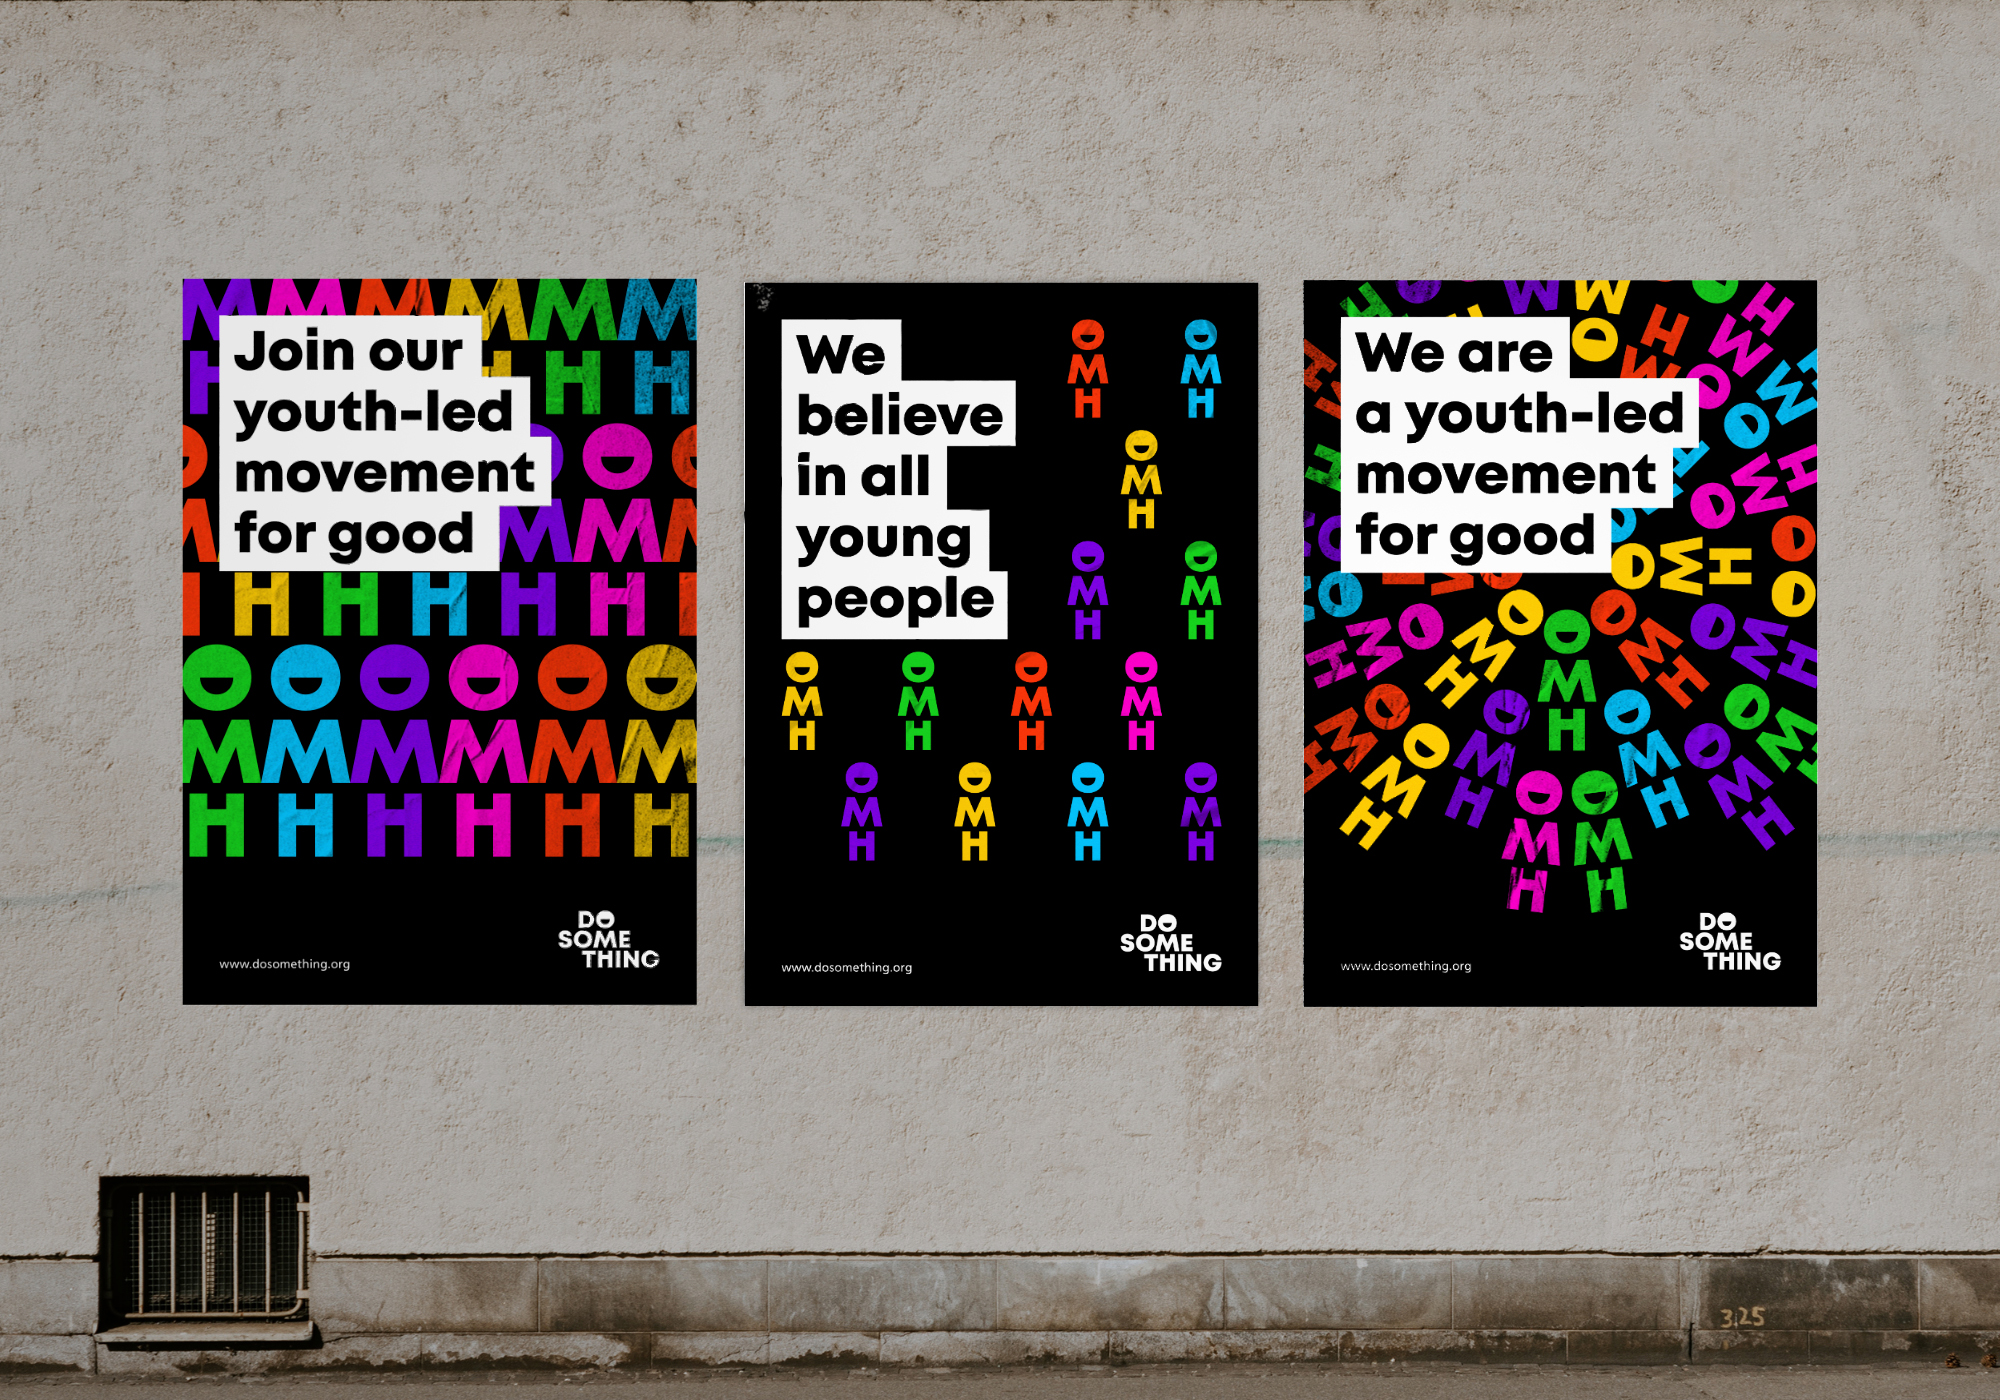 Join our
youth-led
movement
for good
www.dosomething.org
DO
SOME
THING
We
believe
in all
young
people
www.dosomething.org
DO
SOME
THING
We are
a youth-led
movement
for good
www.dosomething.org
DO
SOME
THING
325